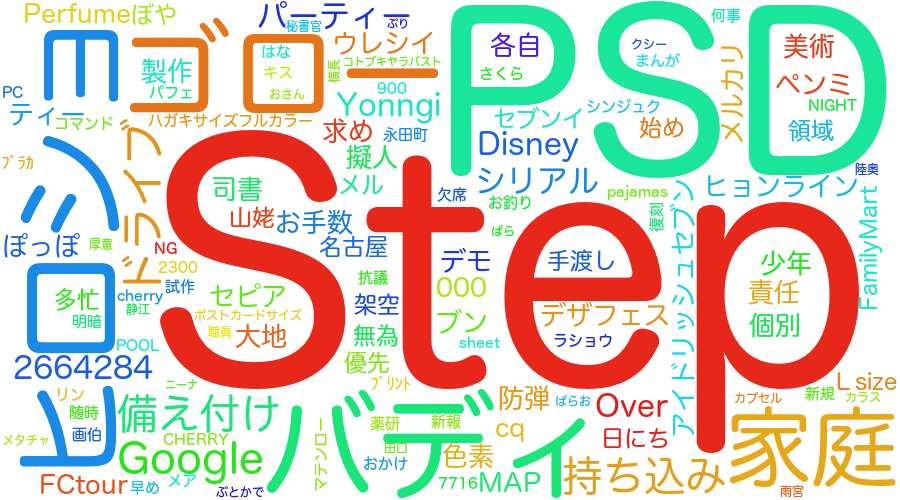 Step
PSD
ヨシロエ
ゴロー
バディ
家庭
Perfume
ぼや
パーティー
ぷり
秘書官
ウレシイ
コトブキヤラバスト
横長
各自
さくら
クシー
まんが
何事
美術
ペンミ
NIGHT
領域
メルカリ
シンジュク
セブンイ
始め
陸奥
PC
ティー
コマンド
製作
パフェ
はな
キス
おさん
900
Yonngi
永田町
ハガキサイズフルカラー
求め
擬人
メル
Disney
シリアル
欠席
お釣り
ぱら
pajamas
復刻
ヒョンライン
FamilyMart
アイドリッシュセブン
ドライブ
ﾌﾟﾗｶ
司書
山姥
お手数
名古屋
ぽっぽ
厚意
NG
2300
試作
cherry
静江
多忙
明暗
POOL
セピア
ポストカードサイズ
職員
大地
抗議
架空
無為
優先
デモ
000
ブン
sheet
手渡し
デザフェス
ラショウ
少年
責任
個別
2664284
リン
随時
画伯
メタチャ
ニーナ
備え付け
CHERRY
Google
FCtour
早め
メア
ぷとかで
マテンロー
ﾌﾟﾘﾝﾄ
薬研
田口
新報
おかけ
色素
7716
MAP
cq
防弾
ぱらお
Over
日にち
持ち込み
L size
カプセル
新規
カラス
雨宮